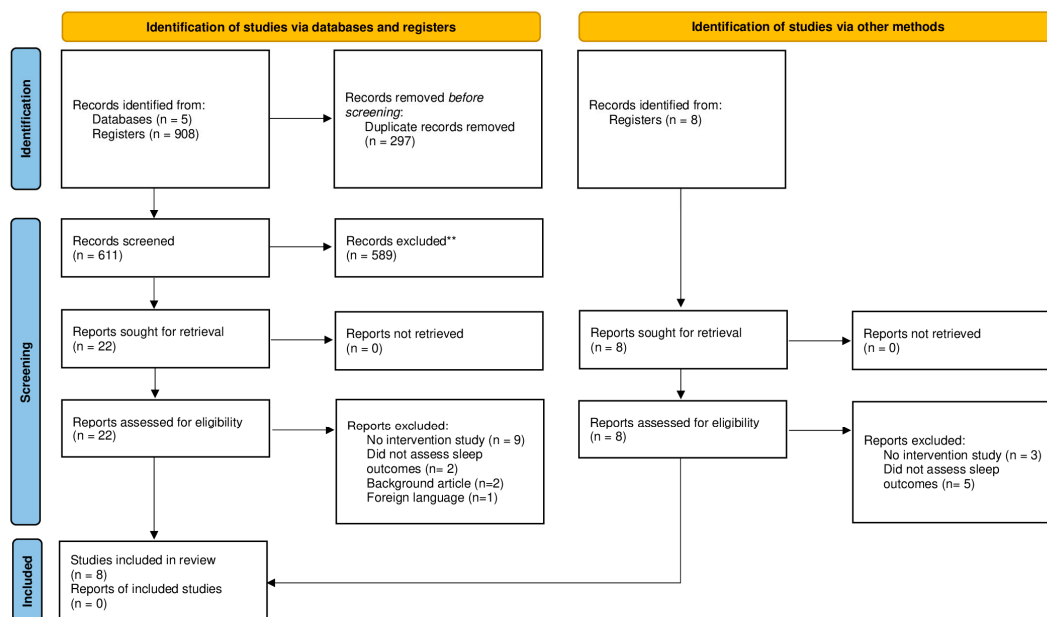 Identification of studies via databases and registers
Identification of studies via other methods
Identification
Records identified from:
Databases (n = 5)
Registers (n = 908)
Records removed before
screening:
Duplicate records removed
(n = 297)
Records identified from:
Registers (n = 8)
Screening
Records screened
(n = 611)
Records excluded**
(n = 589)
Reports sought for retrieval
(n = 22)
Reports not retrieved
(n = 0)
Reports sought for retrieval
(n = 8)
Reports not retrieved
(n = 0)
Reports assessed for eligibility
(n = 22)
Reports excluded:
No intervention study (n = 9)
Did not assess sleep
outcomes (n= 2)
Background article (n=2)
Foreign language (n=1)
Reports assessed for eligibility
(n = 8)
Reports excluded:
No intervention study (n = 3)
Did not assess sleep
outcomes (n= 5)
Included
Studies included in review
(n = 8)
Reports of included studies
(n = 0)